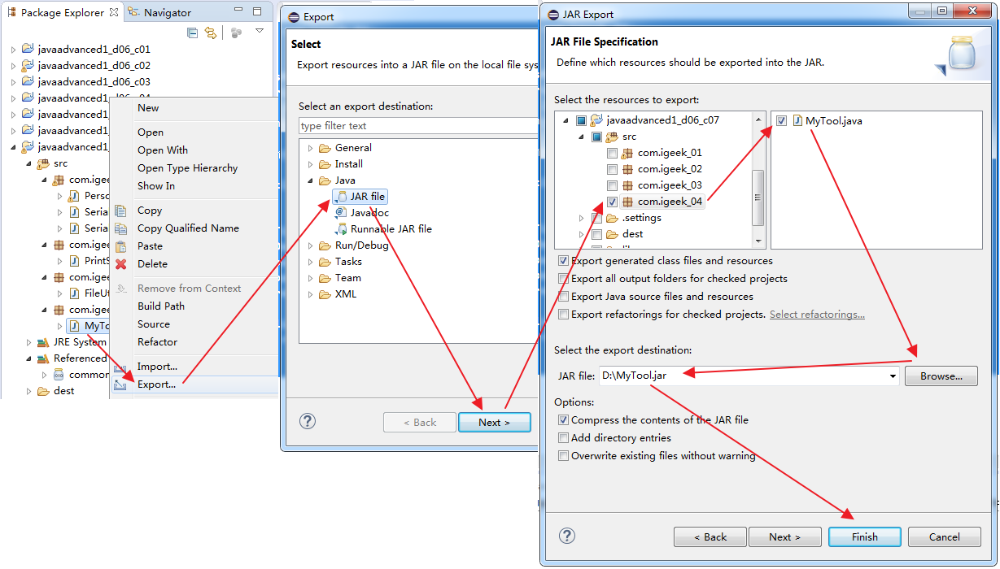 Package Explorer
Navigator
javaadvanced1_d06_c01
javaadvanced1_d06_c02
javaadvanced1_d06_c03
javaadvanced1_d06_04
javaadvanced1_
javaadvanced1_
javaadvanced1_
src
com.igee
Perso
Seria
Seria
com.igee
PrintS
com.igee
FileUt
com.igee
MyTo
JRE System
Referenced
common
dest
New
Open
Open With
Open Type Hierarchy
Show In
Copy
Copy Qualified Name
Paste
Delete
Remove from Context
Build Path
Source
Refactor
Import...
Export...
Export
Select
Export resources into a JAR file on the local file sys
Select an export destination:
type filter text
General
Install
Java
JAR file
Javadoc
Runnable JAR file
Run/Debug
Tasks
Team
XML
?
< Back
Next >
JAR Export
JAR File Specification
Define which resources should be exported into the JAR.
Select the resources to export:
javaadvanced1_d06_c07
src
com.igeek_01
com.igeek_02
com.igeek_03
com.igeek_04
.settings
dest
MyTool.java
Export generated class files and resources
Export all output folders for checked projects
Export Java source files and resources
Export refactorings for checked projects. Select refactorings...
Select the export destination:
JAR file: D:\MyTool.jar
Browse...
Options:
Compress the contents of the JAR file
Add directory entries
Overwrite existing files without warning
?
< Back
Next >
Finish
Cancel